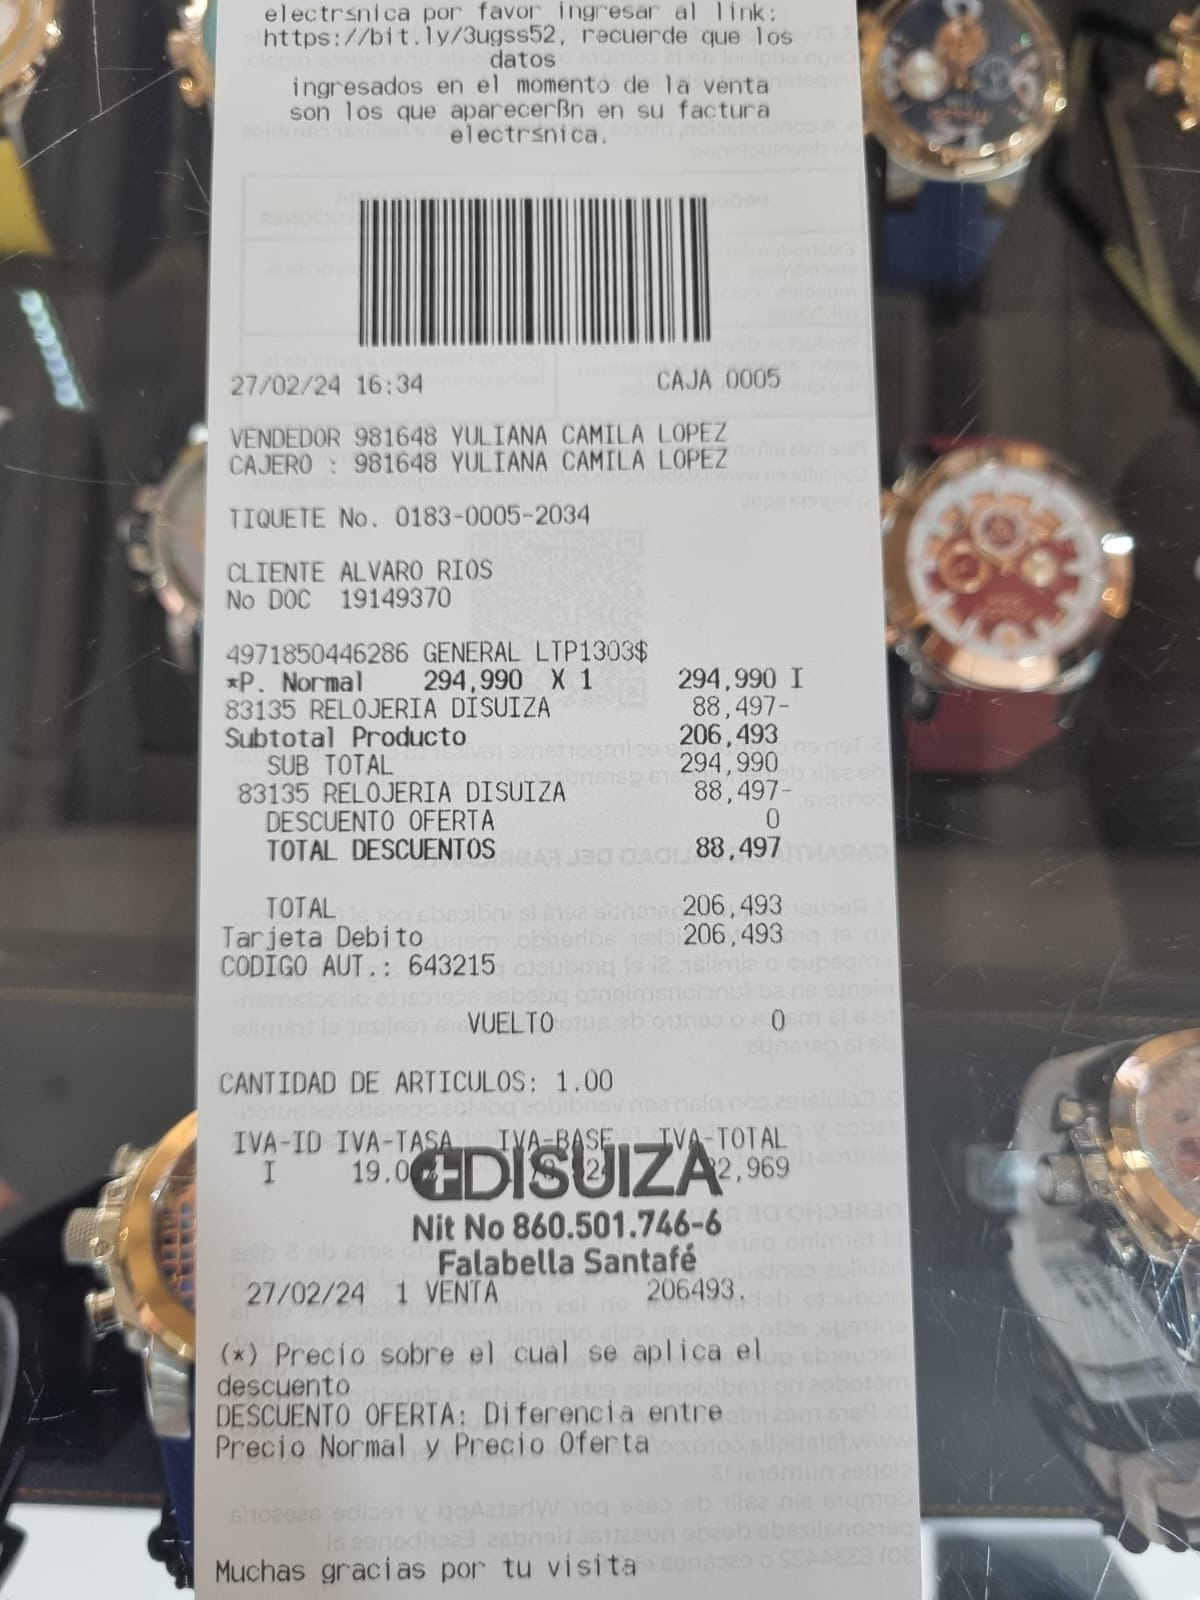 electr≤nica por favor ingresar al link:
https://bit.ly/3ugss52, recuerde que los
datos
ingresados en el momento de la venta
son los que aparecerßn en su factura
electr≤nica.
27/02/24 16:34 CAJA 0005
VENDEDOR 981648 YULIANA CAMILA LOPEZ
CAJERO : 981648 YULIANA CAMILA LOPEZ
TIQUETE No. 0183-0005-2034
CLIENTE ALVARO RIOS
No DOC 19149370
4971850446286 GENERAL LTP1303$
*P. Normal 294,990 X 1 294,990 I
83135 RELOJERIA DISUIZA 88,497-
Subtotal Producto 206,493
SUB TOTAL 294,990
83135 RELOJERIA DISUIZA 88,497-
DESCUENTO OFERTA 0
TOTAL DESCUENTOS 88,497
TOTAL 206,493
Tarjeta Debito 206,493
CODIGO AUT.: 643215
VUELTO 0
CANTIDAD DE ARTICULOS: 1.00
IVA-ID IVA-TASA IVA-BASE IVA-TOTAL
I 19.0 2,969
DISUIZA
Nit No 860.501.746-6
Falabella Santafé
27/02/24 1 VENTA 206493.
(*) Precio sobre el cual se aplica el
descuento
DESCUENTO OFERTA: Diferencia entre
Precio Normal y Precio Oferta
Muchas gracias por tu visita